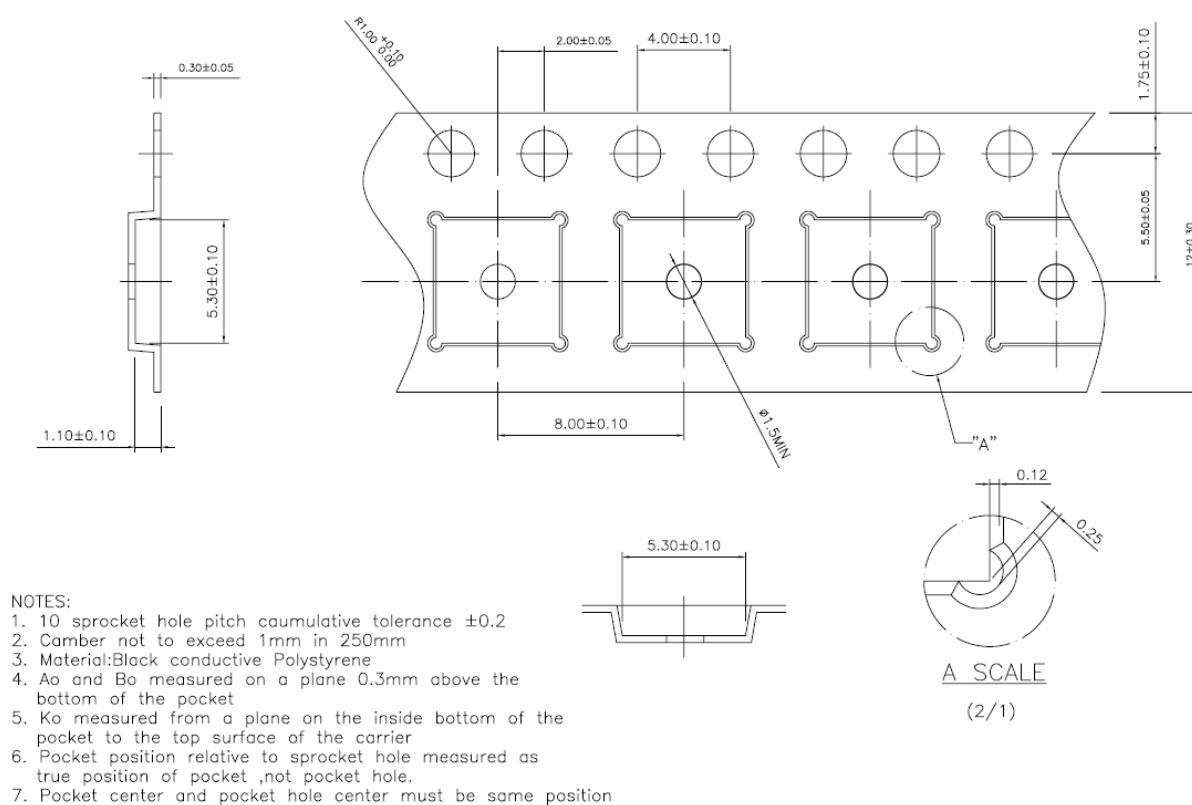 R1.00 +0.10 0.00
2.00±0.05
4.00±0.10
1.75±0.10
0.30±0.05
5.50±0.05
12±0.30
5.30±0.10
1.10±0.10
8.00±0.10
ø1.5MIN
"A"
0.12
0.25
5.30±0.10
A SCALE
(2/1)
NOTES:
1. 10 sprocket hole pitch caumulative tolerance ±0.2
2. Camber not to exceed 1mm in 250mm
3. Material:Black conductive Polystyrene
4. Ao and Bo measured on a plane 0.3mm above the
bottom of the pocket
5. Ko measured from a plane on the inside bottom of the
pocket to the top surface of the carrier
6. Pocket position relative to sprocket hole measured as
true position of pocket ,not pocket hole.
7. Pocket center and pocket hole center must be same position